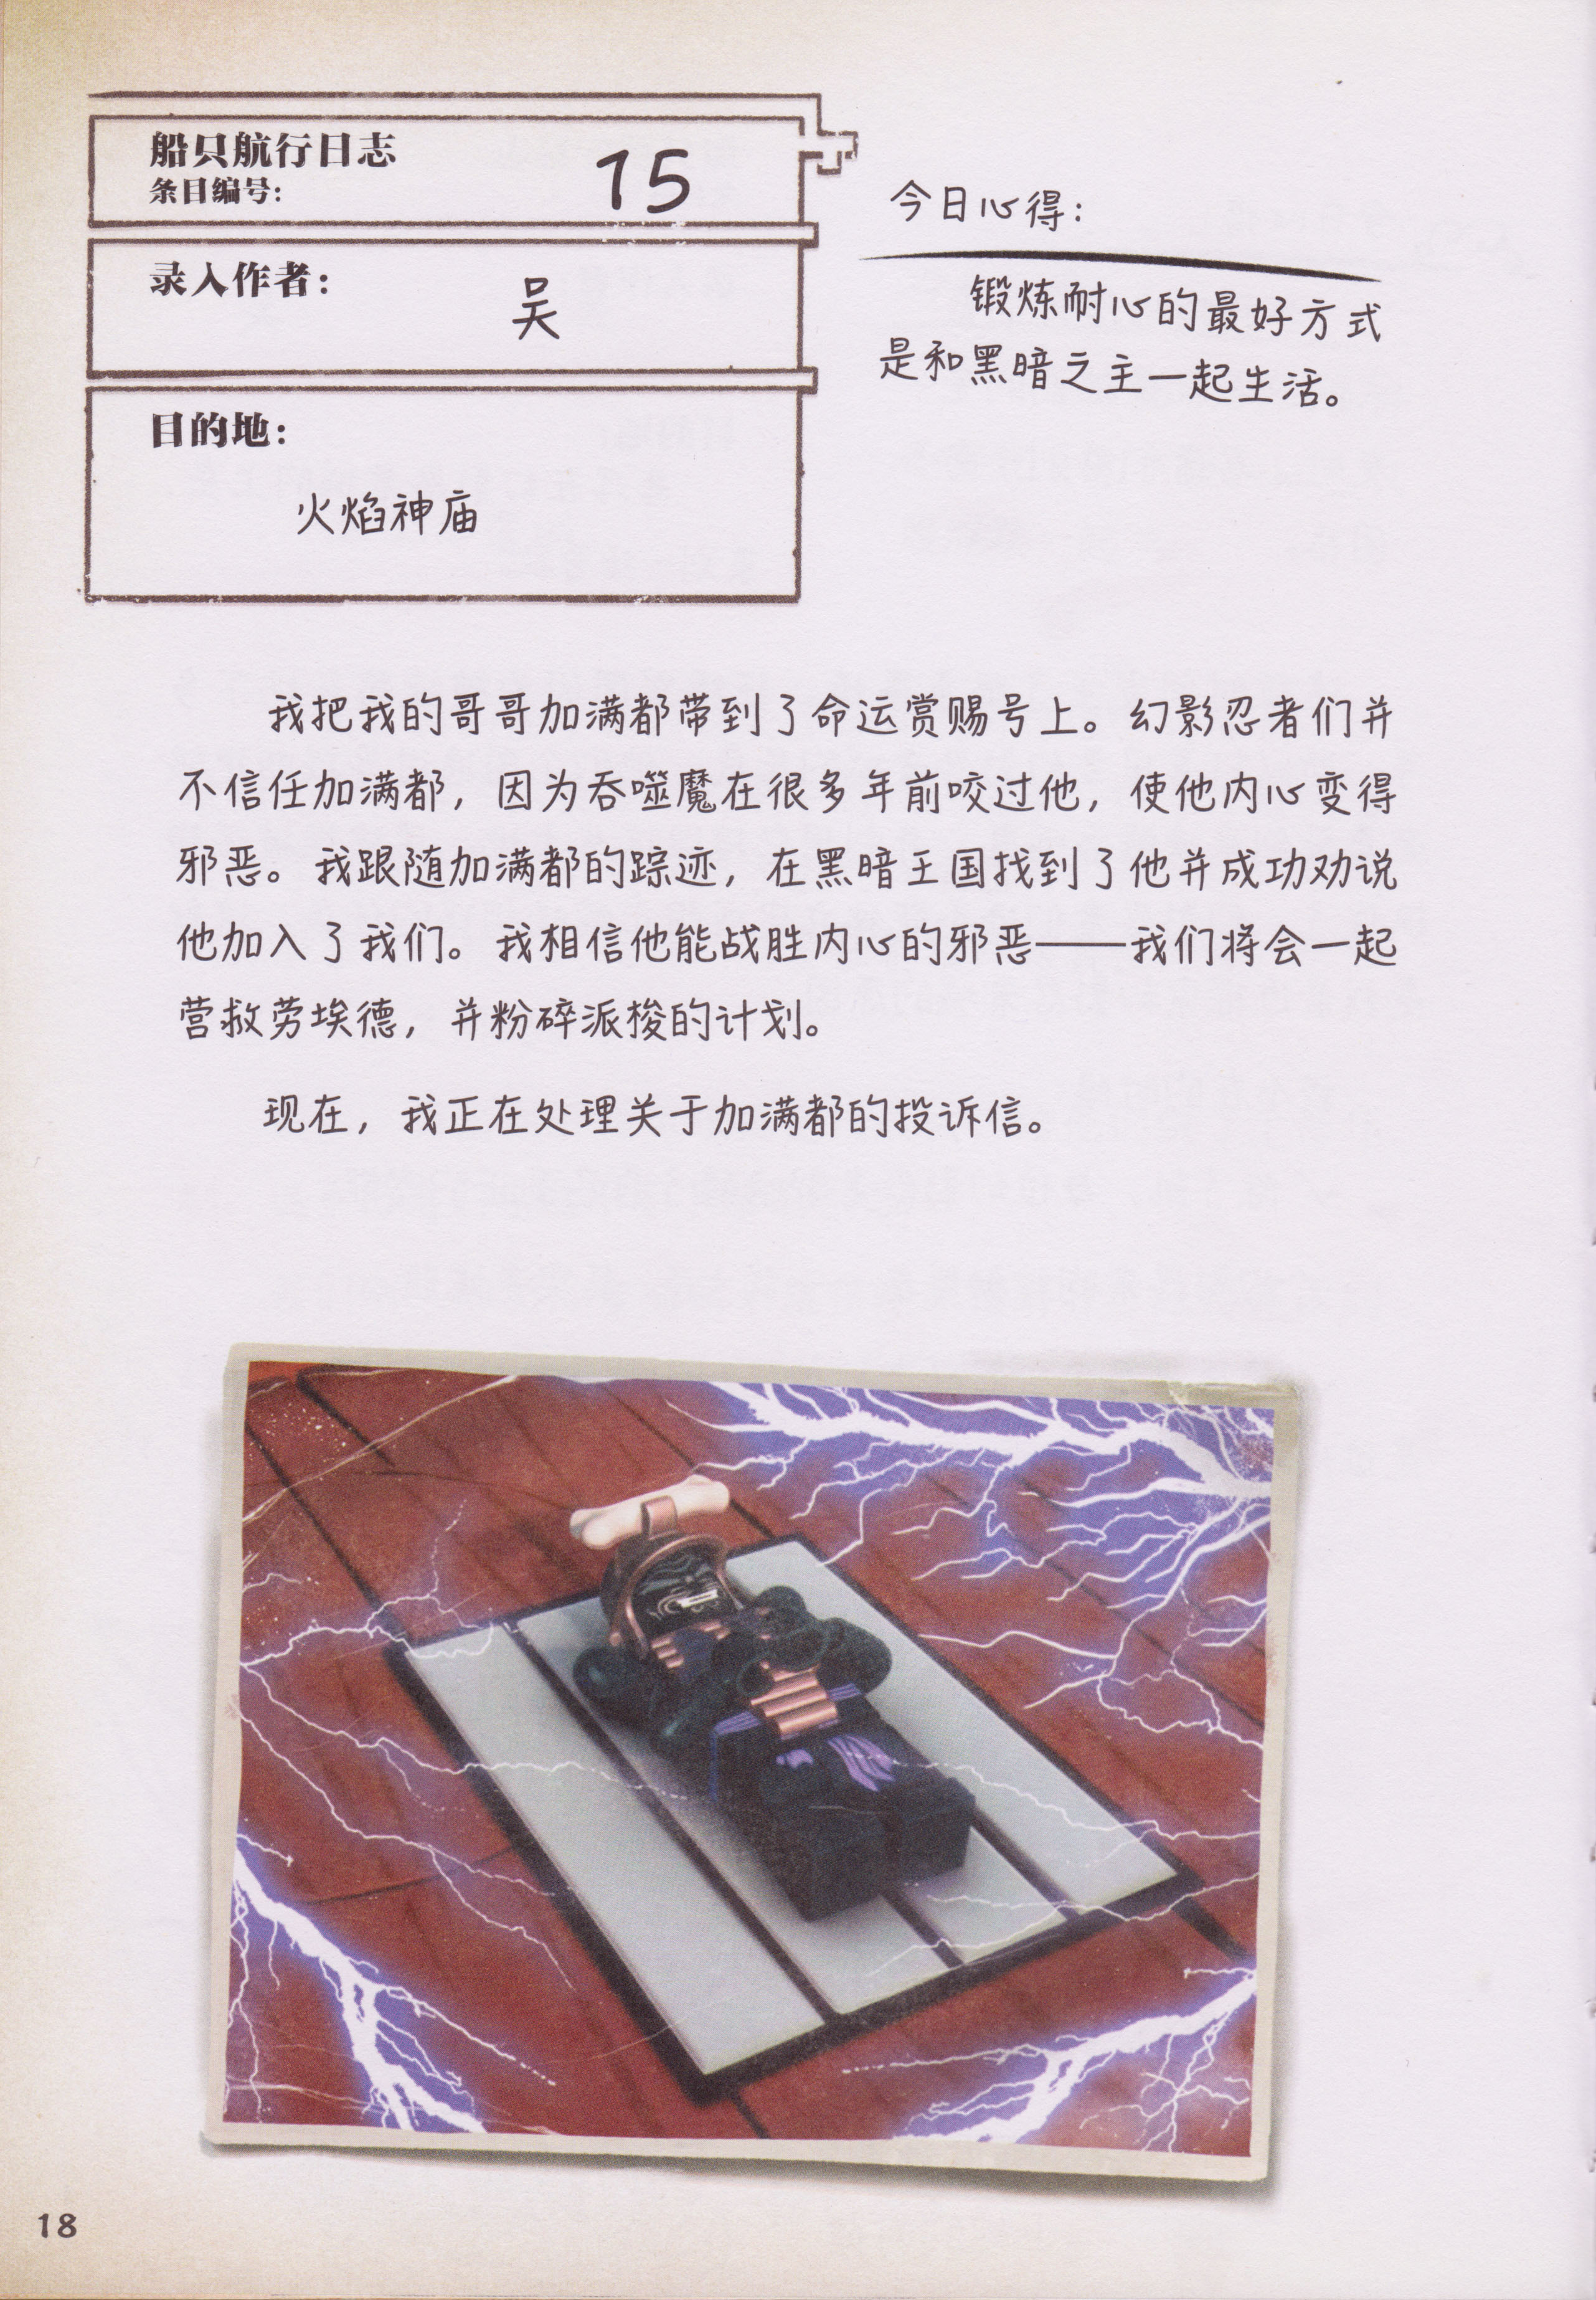 船只航行日志
条目编号：
15
录入作者：
吴
目的地：
火焰神庙
今日心得：
锻炼耐心的最好方式
是和黑暗之主一起生活。
我把我的哥哥加满都带到了命运赏赐号上。幻影忍者们并
不信任加满都，因为吞噬魔在很多年前咬过他，使他内心变得
邪恶。我跟随加满都的踪迹，在黑暗王国找到了他并成功劝说
他加入了我们。我相信他能战胜内心的邪恶——我们将会一起
营救劳埃德，并粉碎派梭的计划。
现在，我正在处理关于加满都的投诉信。
18